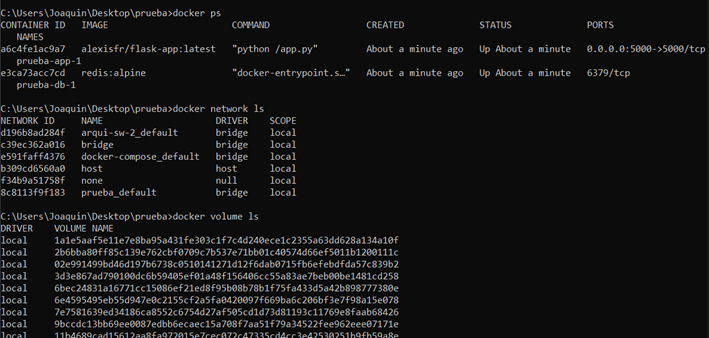 C:\Users\Joaquin\Desktop\prueba>docker ps
CONTAINER ID   IMAGE                       COMMAND                  CREATED              STATUS              PORTS
  NAMES
a6c4fe1ac9a7   alexisfr/flask-app:latest   "python /app.py"         About a minute ago   Up About a minute   0.0.0.0:5000->5000/tcp
  prueba-app-1
e3ca73acc7cd   redis:alpine                "docker-entrypoint.s…"   About a minute ago   Up About a minute   6379/tcp
  prueba-db-1
C:\Users\Joaquin\Desktop\prueba>docker network ls
NETWORK ID     NAME                     DRIVER    SCOPE
d196b8ad284f   arqui-sw-2_default       bridge    local
c39ec362a016   bridge                   bridge    local
e591faff4376   docker-compose_default   bridge    local
b309cd6560a0   host                     host      local
f34b9a51758f   none                     null      local
8c8113f9f183   prueba_default           bridge    local
C:\Users\Joaquin\Desktop\prueba>docker volume ls
DRIVER    VOLUME NAME
local     1a1e5aaf5e11e7e8ba95a431fe303c1f7c4d240ece1c2355a63dd628a134a10f
local     2b6bba80ff85c139e762cbf0709c7b537e71bb01c40574d66ef5011b1200111c
local     02e991499bd46d197b6738c0510141271d12f6dab0715fb6efebdfda57c839b2
local     3d3e867ad790100dc6b59405ef01a48f156406cc55a83ae7beb00be1481cd258
local     6bec24831a16771cc15086ef21ed8f95b08b78b1f75fa433d5a42b898777380e
local     6e4595495eb55d947e0c2155cf2a5fa0420097f669ba6c206bf3e7f98a15e078
local     7e7581639ed34186ca8552c6754d27af505cd1d73d81193c11769e8faab68426
local     9bccdc13bb69ee0087edbb6ecaec15a708f7aa51f79a34522fee962eee07171e
local     11b4689cad15612aa8fa972015e7cec072c47335cd4cc3e42530251b9fb59a8e